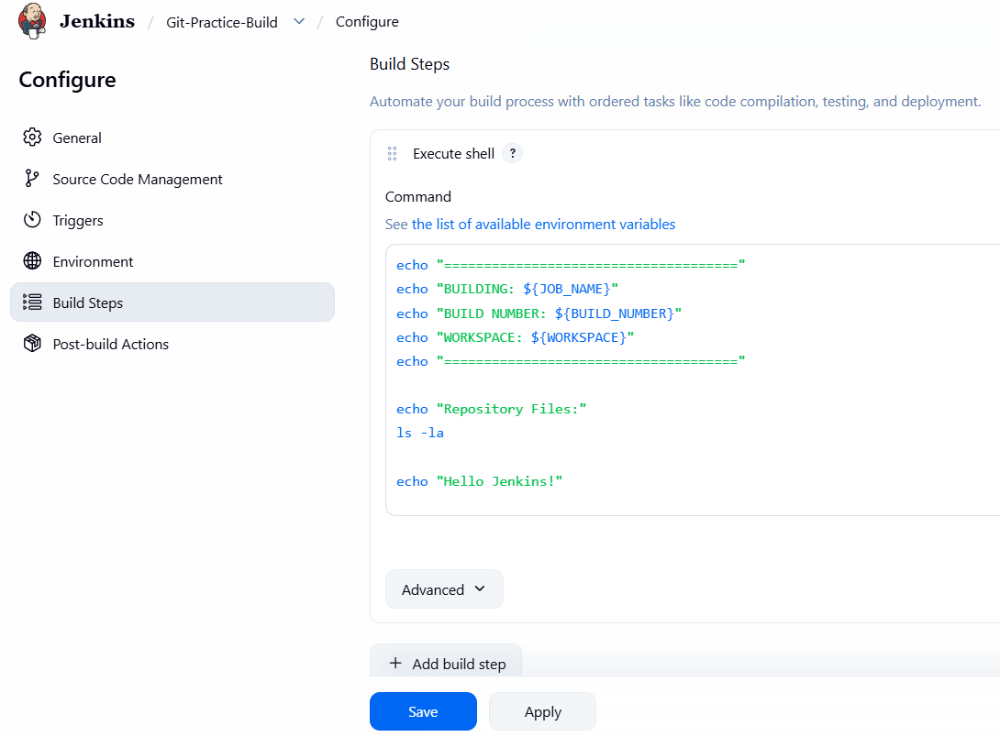 Jenkins / Git-Practice-Build / Configure
Configure
General
Source Code Management
Triggers
Environment
Build Steps
Post-build Actions
Build Steps
Automate your build process with ordered tasks like code compilation, testing, and deployment.
Execute shell ?
Command
See the list of available environment variables
echo "====================================="
echo "BUILDING: ${JOB_NAME}"
echo "BUILD NUMBER: ${BUILD_NUMBER}"
echo "WORKSPACE: ${WORKSPACE}"
echo "====================================="
echo "Repository Files:"
ls -la
echo "Hello Jenkins!"
Advanced
+ Add build step
Save
Apply